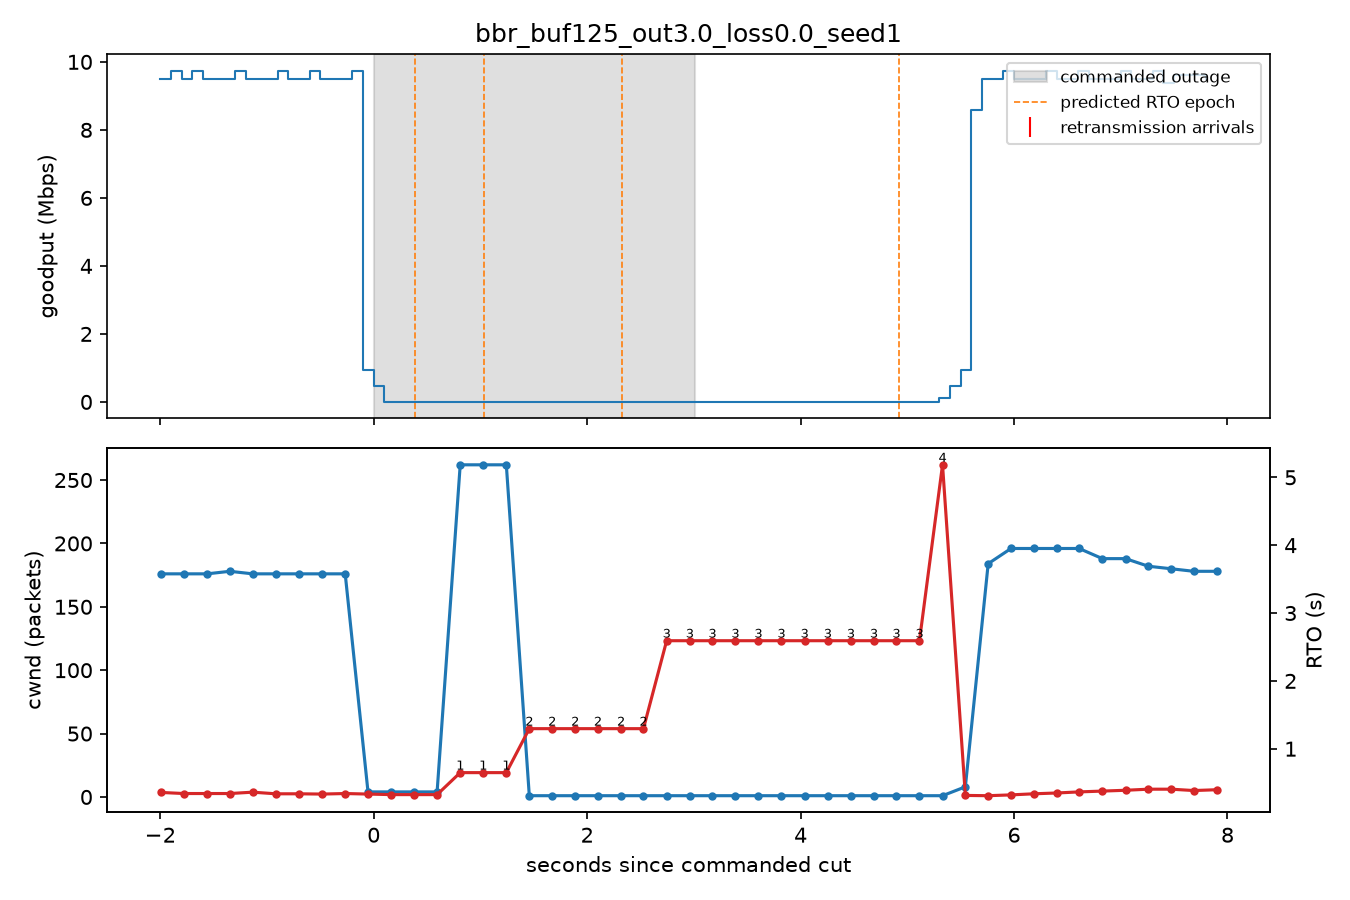 bbr_buf125_out3.0_loss0.0_seed1
10
8
6
4
2
0
goodput (Mbps)
commanded outage
predicted RTO epoch
retransmission arrivals
250
200
150
100
50
0
cwnd (packets)
1 1 1
2 2 2 2 2 2
3 3 3 3 3 3 3 3 3 3 3 3
4
5
4
3
2
1
RTO (s)
−2 0 2 4 6 8
seconds since commanded cut